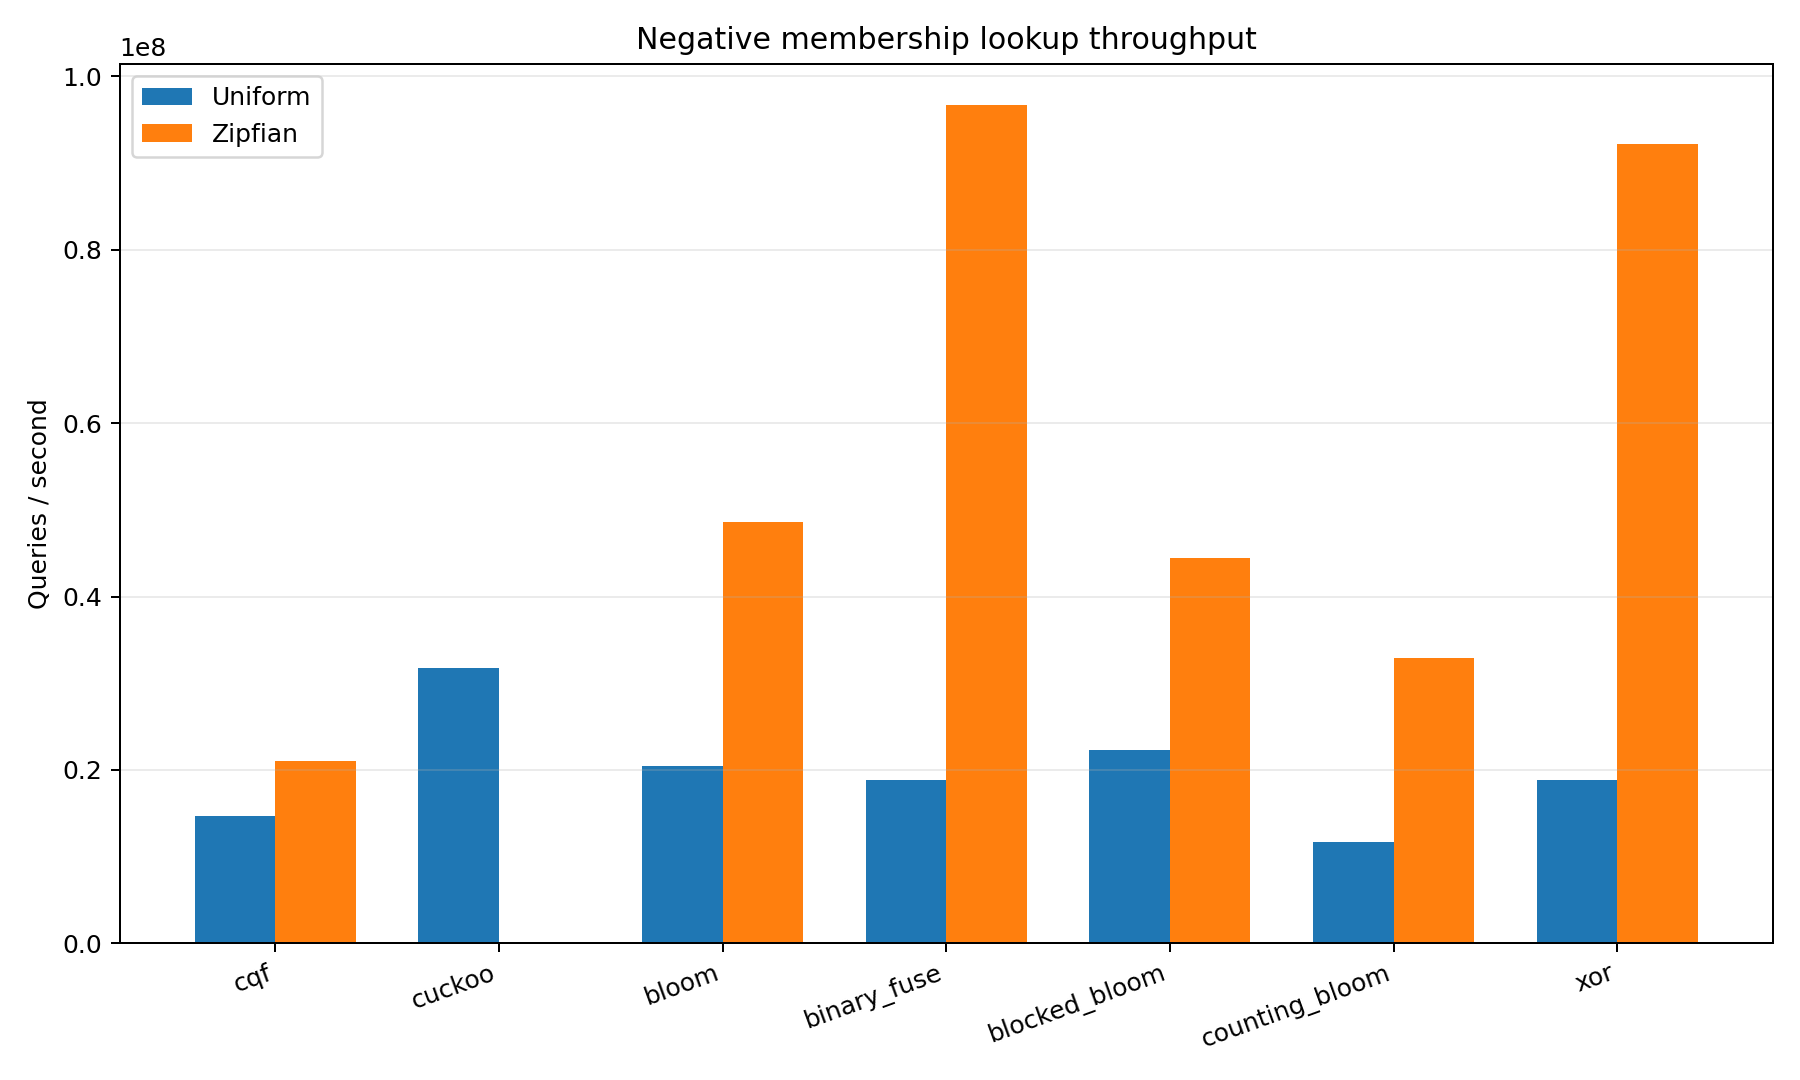 Negative membership lookup throughput
1e8
1.0
0.8
0.6
0.4
0.2
0.0
Queries / second
Uniform
Zipfian
cqf
cuckoo
bloom
binary_fuse
blocked_bloom
counting_bloom
xor